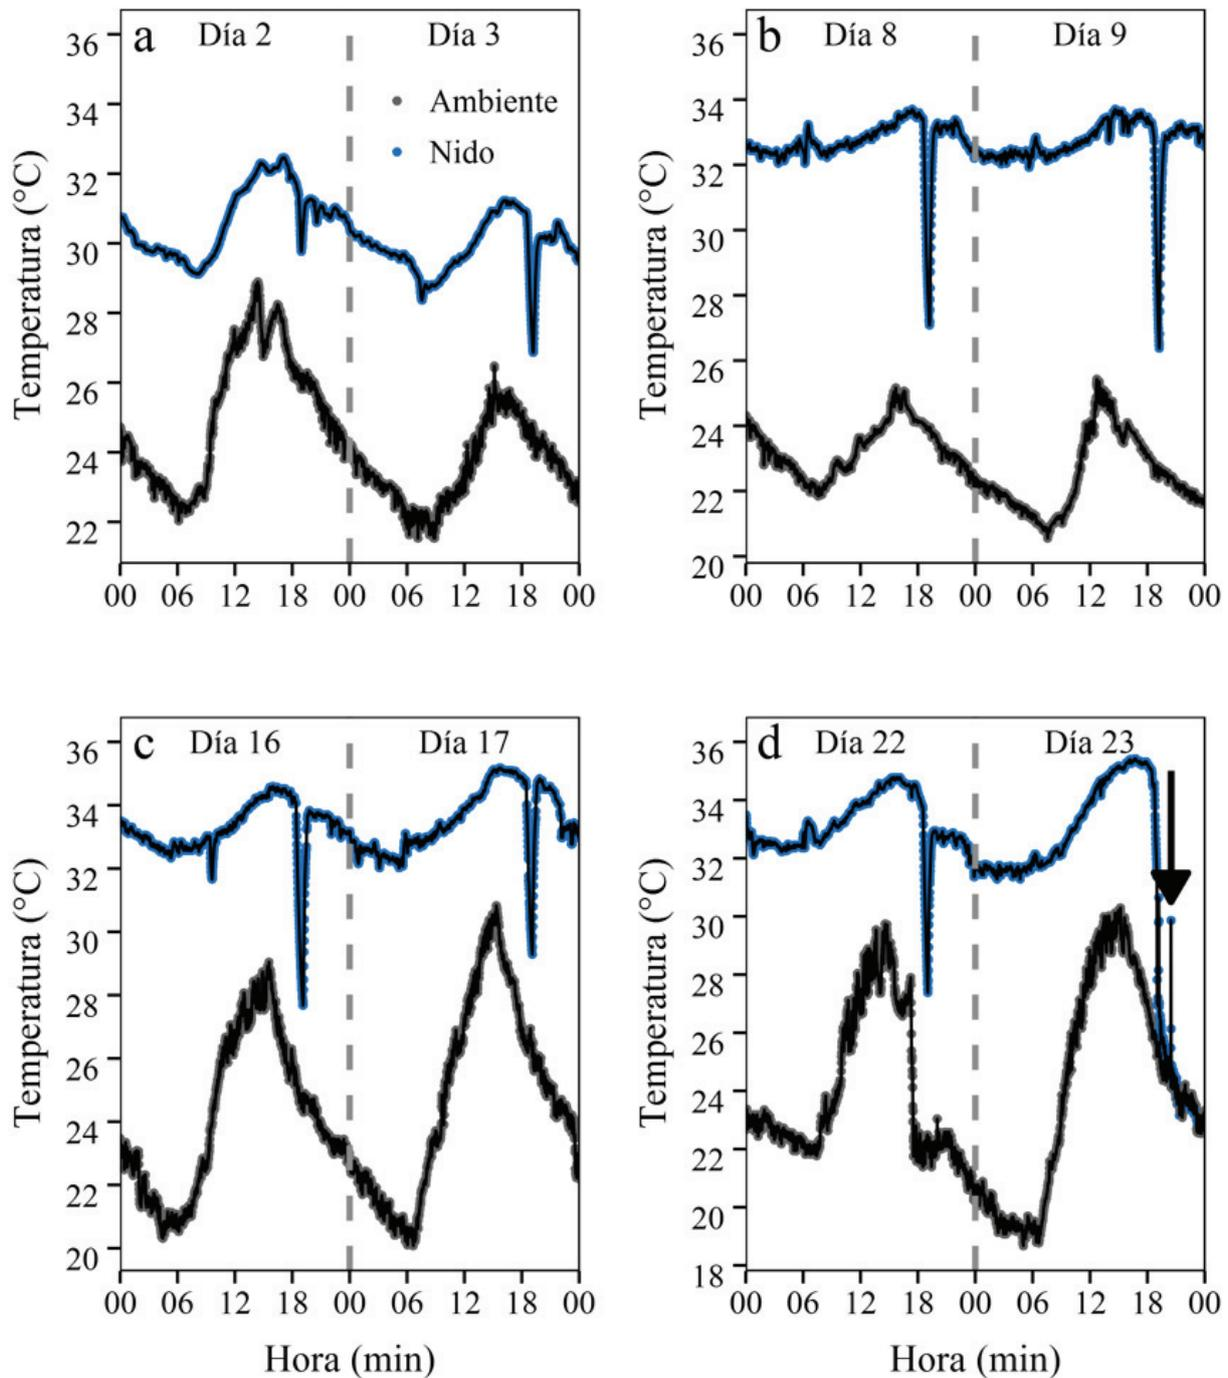 a Día 2 Día 3
Ambiente
Nido
Temperatura (°C)
36
34
32
30
28
26
24
22
00 06 12 18 00 06 12 18 00
b Día 8 Día 9
Temperatura (°C)
36
34
32
30
28
26
24
22
20
00 06 12 18 00 06 12 18 00
c Día 16 Día 17
Temperatura (°C)
36
34
32
30
28
26
24
22
20
00 06 12 18 00 06 12 18 00
Hora (min)
d Día 22 Día 23
Temperatura (°C)
36
34
32
30
28
26
24
22
20
18
00 06 12 18 00 06 12 18 00
Hora (min)